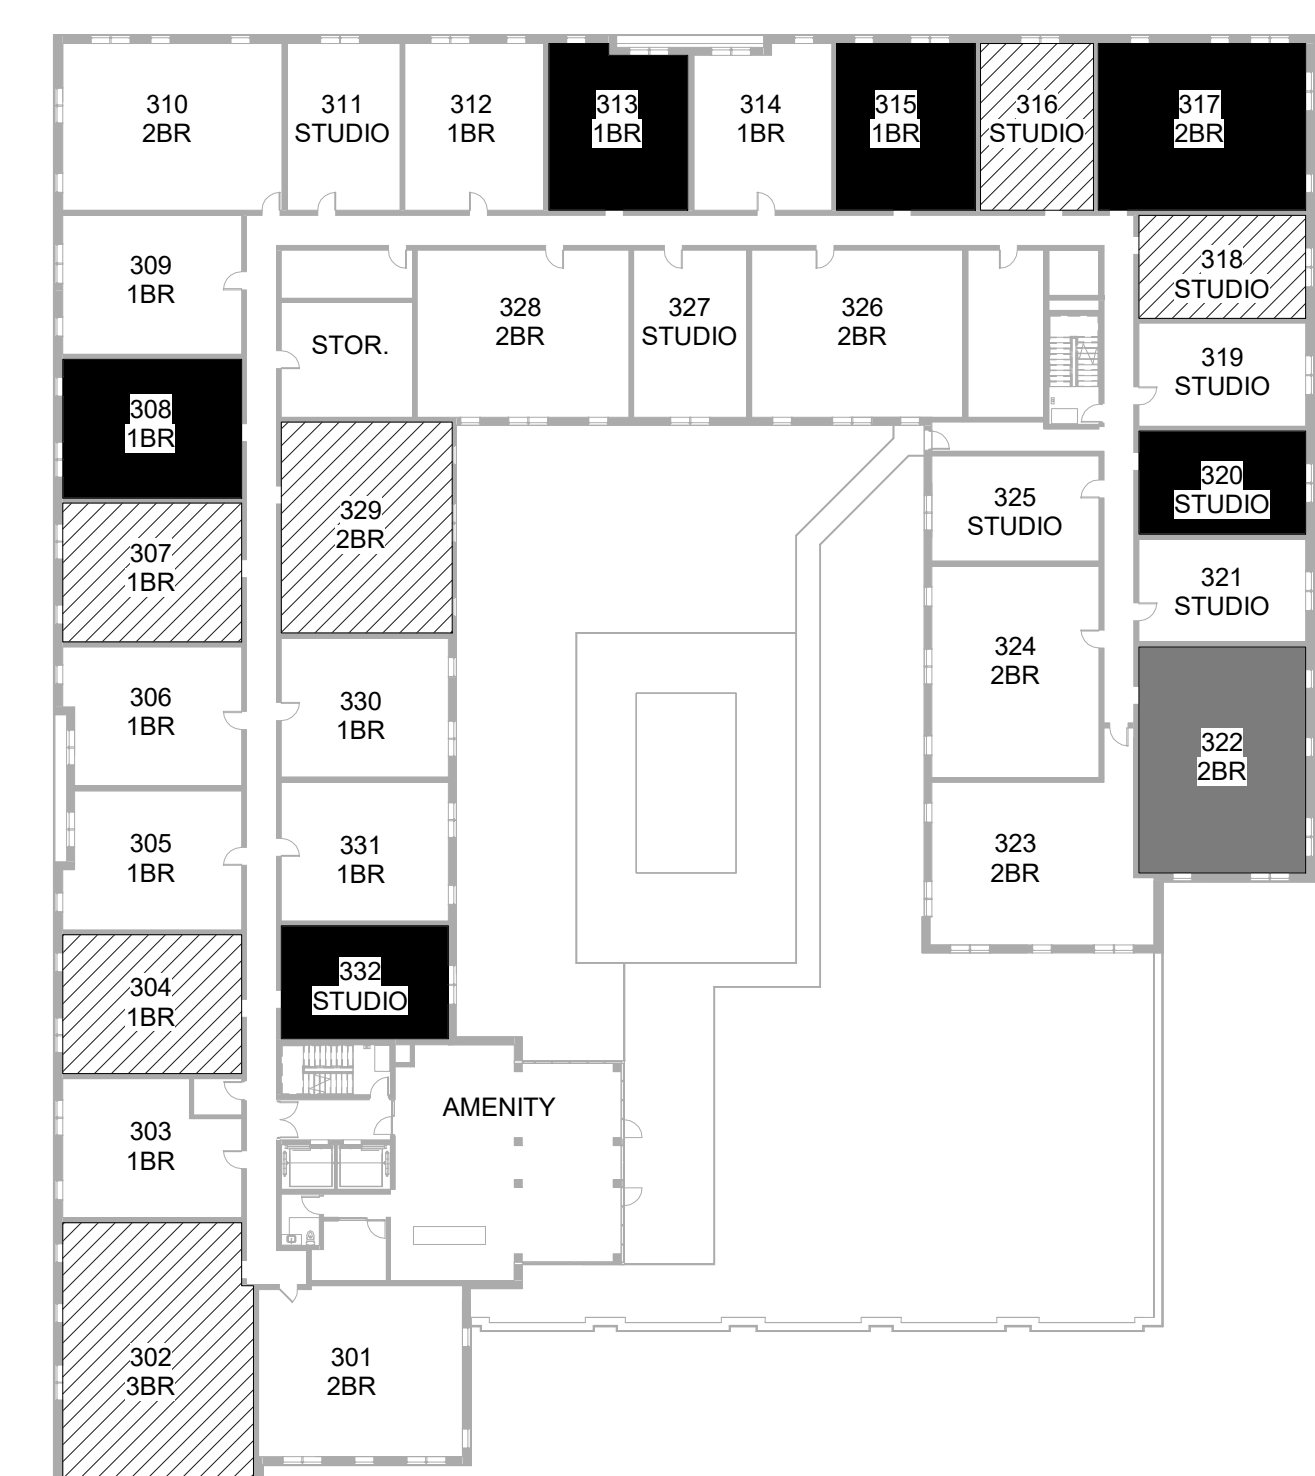 310
2BR
311
STUDIO
312
1BR
313
1BR
314
1BR
315
1BR
316
STUDIO
317
2BR
309
1BR
318
STUDIO
STOR.
328
2BR
327
STUDIO
326
2BR
319
STUDIO
308
1BR
320
STUDIO
329
2BR
325
STUDIO
307
1BR
321
STUDIO
306
1BR
330
1BR
324
2BR
322
2BR
305
1BR
331
1BR
323
2BR
304
1BR
332
STUDIO
AMENITY
303
1BR
302
3BR
301
2BR